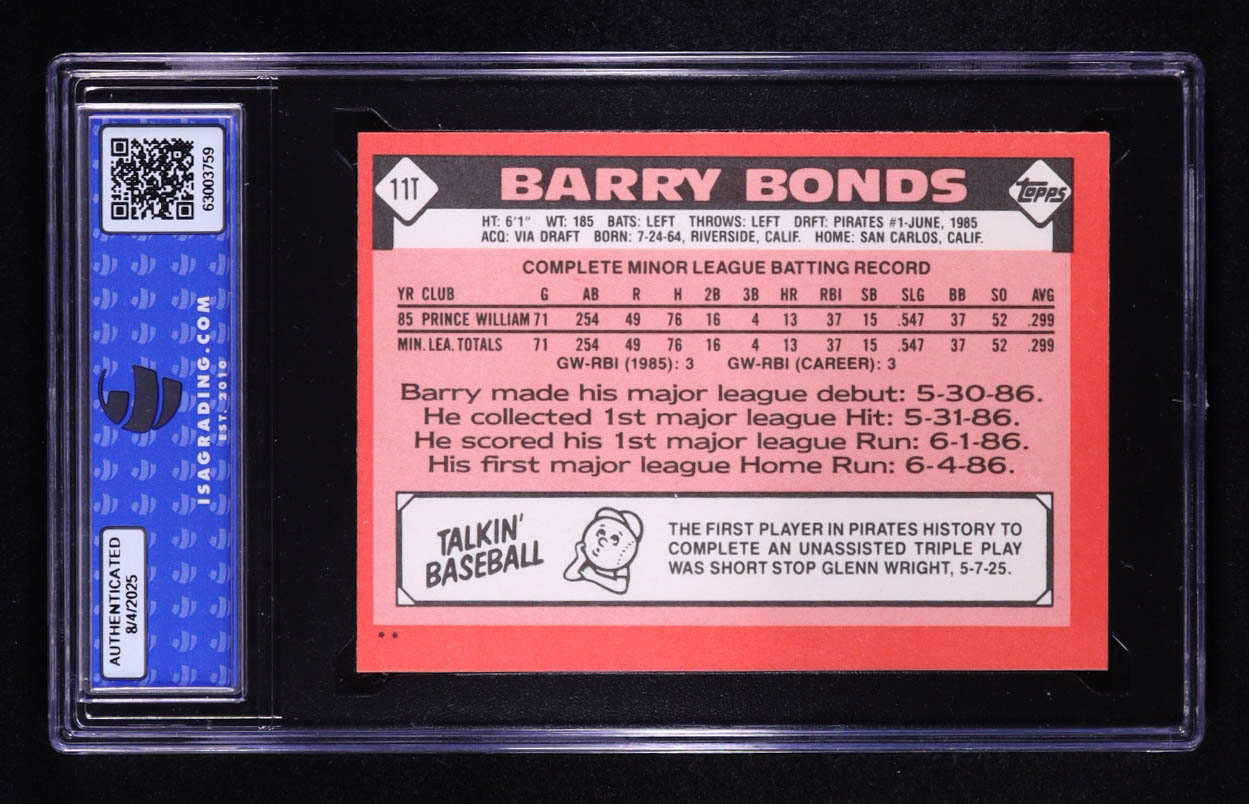 63003759
ISAGRADING.COM
EST. 2010
AUTHENTICATED
8/4/2025
11T
BARRY BONDS
TOPPS
HT: 6'1" WT: 185 BATS: LEFT THROWS: LEFT DRFT: PIRATES #1-JUNE, 1985
ACQ: VIA DRAFT BORN: 7-24-64, RIVERSIDE, CALIF. HOME: SAN CARLOS, CALIF.
COMPLETE MINOR LEAGUE BATTING RECORD
YR CLUB G AB R H 2B 3B HR RBI SB SLG BB SO AVG
85 PRINCE WILLIAM 71 254 49 76 16 4 13 37 15 .547 37 52 .299
MIN. LEA. TOTALS 71 254 49 76 16 4 13 37 15 .547 37 52 .299
GW-RBI (1985): 3 GW-RBI (CAREER): 3
Barry made his major league debut: 5-30-86.
He collected 1st major league Hit: 5-31-86.
He scored his 1st major league Run: 6-1-86.
His first major league Home Run: 6-4-86.
TALKIN'
BASEBALL
THE FIRST PLAYER IN PIRATES HISTORY TO
COMPLETE AN UNASSISTED TRIPLE PLAY
WAS SHORT STOP GLENN WRIGHT, 5-7-25.
* *